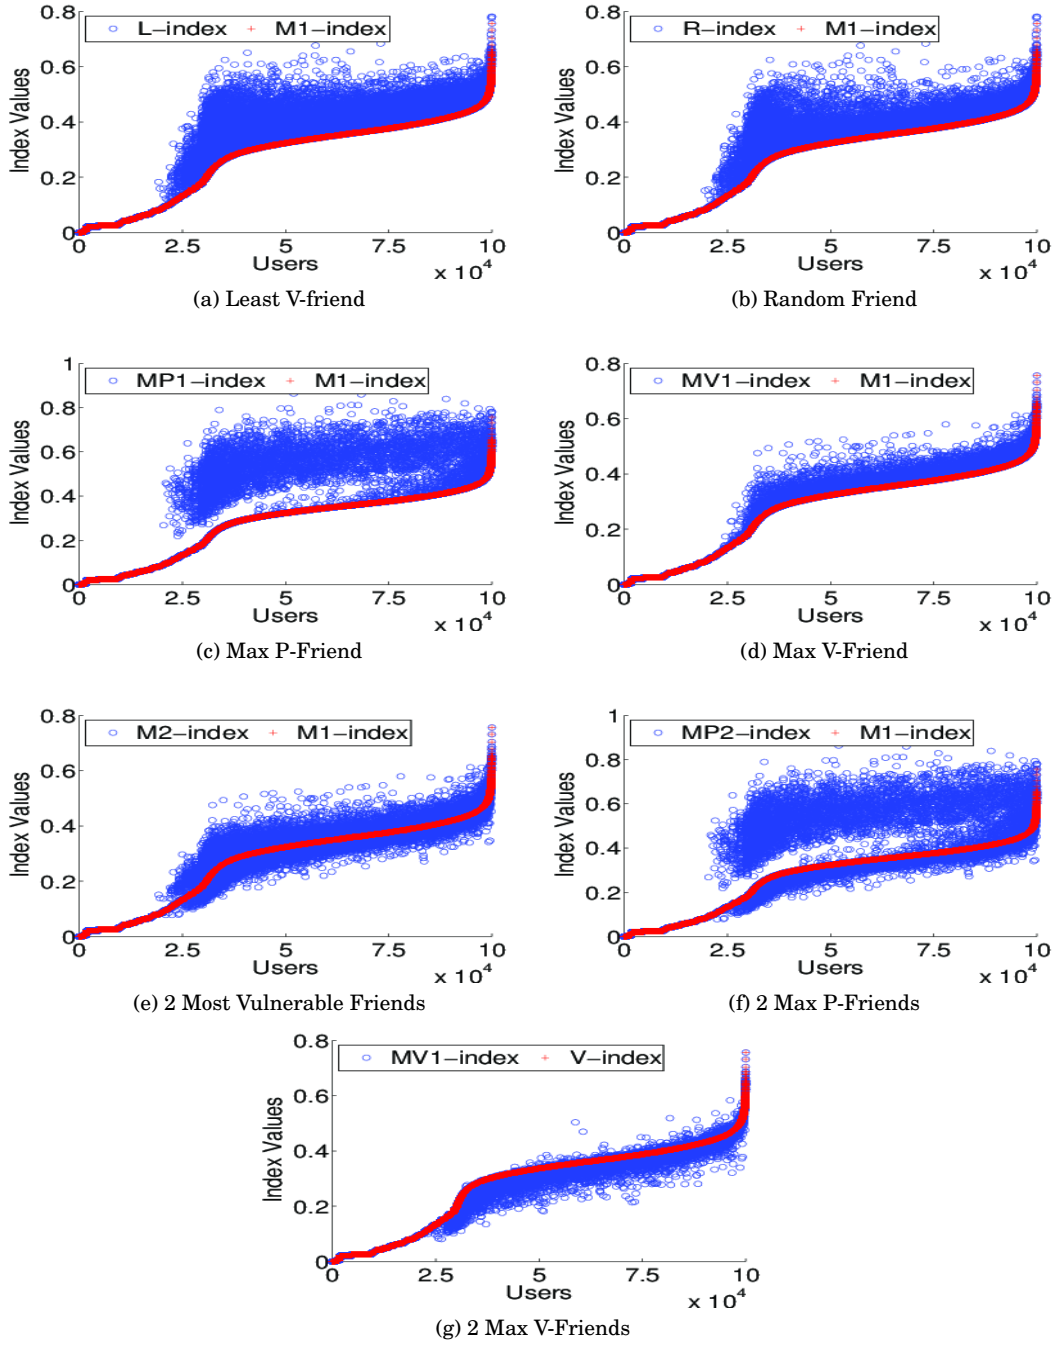 0.8
0.6
0.4
0.2
0
Index Values
L-index M1-index
0 2.5 5 7.5 10
Users
x 10^4
(a) Least V-friend
0.8
0.6
0.4
0.2
0
Index Values
R-index M1-index
0 2.5 5 7.5 10
Users
x 10^4
(b) Random Friend
1
0.8
0.6
0.4
0.2
0
Index Values
MP1-index M1-index
0 2.5 5 7.5 10
Users
x 10^4
(c) Max P-Friend
0.8
0.6
0.4
0.2
0
Index Values
MV1-index M1-index
0 2.5 5 7.5 10
Users
x 10^4
(d) Max V-Friend
0.8
0.6
0.4
0.2
0
Index Values
M2-index M1-index
0 2.5 5 7.5 10
Users
x 10^4
(e) 2 Most Vulnerable Friends
1
0.8
0.6
0.4
0.2
0
Index Values
MP2-index M1-index
0 2.5 5 7.5 10
Users
x 10^4
(f) 2 Max P-Friends
0.8
0.6
0.4
0.2
0
Index Values
MV1-index V-index
0 2.5 5 7.5 10
Users
x 10^4
(g) 2 Max V-Friends